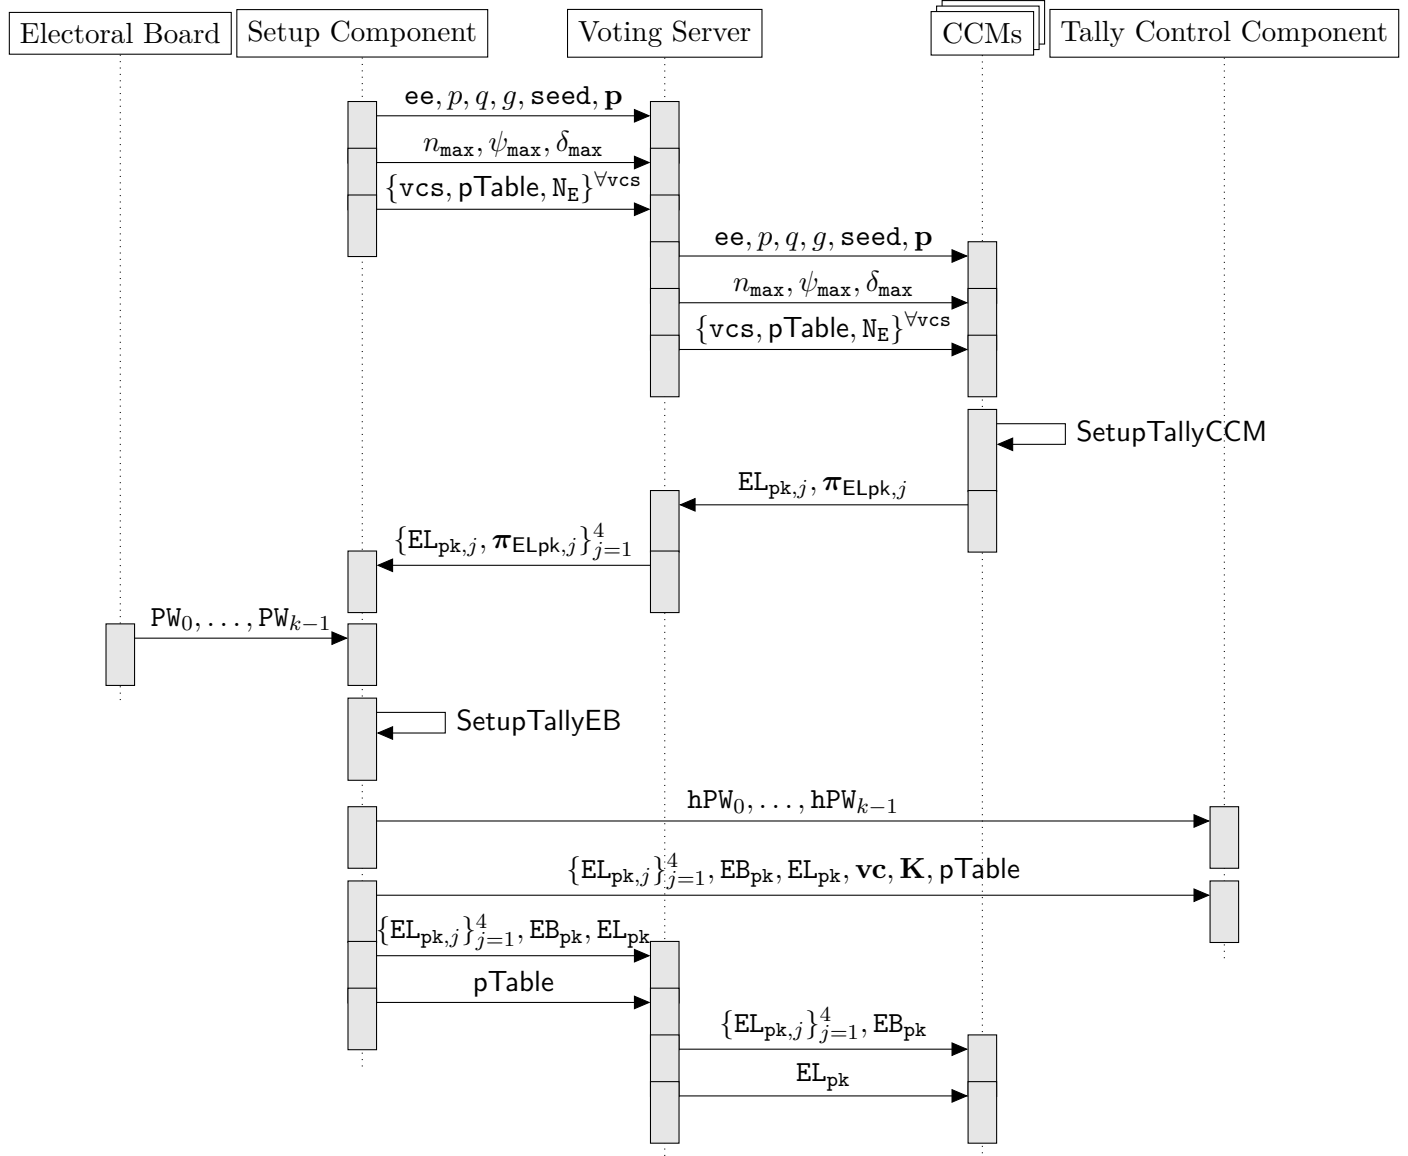 Electoral Board
Setup Component
Voting Server
CCMs
Tally Control Component
ee, p, q, g, seed, p
n_max, ψ_max, δ_max
{vcs, pTable, N_E}^∀vcs
ee, p, q, g, seed, p
n_max, ψ_max, δ_max
{vcs, pTable, N_E}^∀vcs
SetupTallyCCM
EL_pk,j, π_ELpk,j
{EL_pk,j, π_ELpk,j}^4_j=1
PW_0, . . . , PW_k−1
SetupTallyEB
hPW_0, . . . , hPW_k−1
{EL_pk,j}^4_j=1, EB_pk, EL_pk, vc, K, pTable
{EL_pk,j}^4_j=1, EB_pk, EL_pk
pTable
{EL_pk,j}^4_j=1, EB_pk
EL_pk